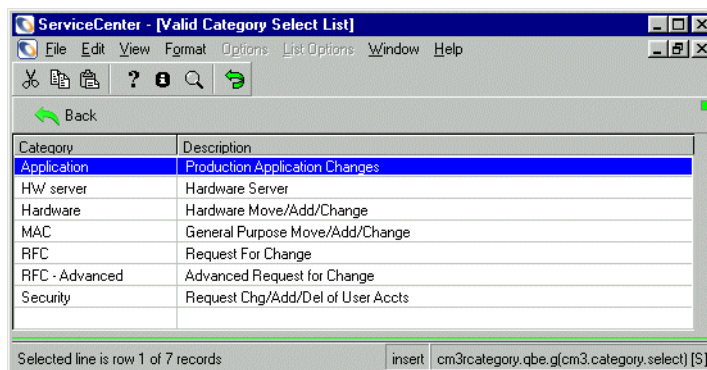 ServiceCenter - [Valid Category Select List]
File Edit View Format Options List Options Window Help
Back
Category Description
Application Production Application Changes
HW server Hardware Server
Hardware Hardware Move/Add/Change
MAC General Purpose Move/Add/Change
RFC Request For Change
RFC - Advanced Advanced Request for Change
Security Request Chg/Add/Del of User Accts
Selected line is row 1 of 7 records insert cm3rcategory.qbe.g(cm3.category.select) [S]